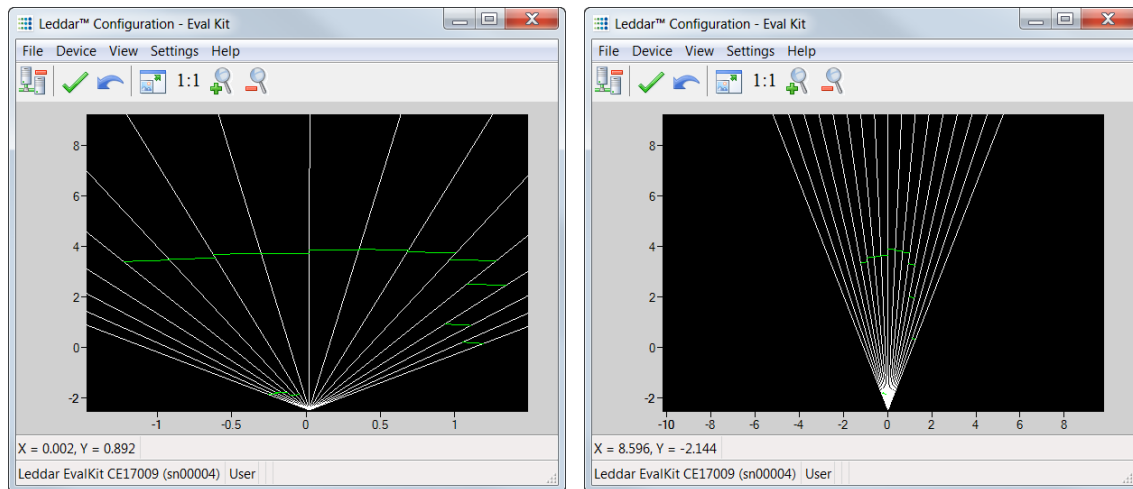 Leddar™ Configuration - Eval Kit
File Device View Settings Help
1:1
8
6
4
2
0
-2
-1 -0.5 0 0.5 1
X = 0.002, Y = 0.892
Leddar EvalKit CE17009 (sn00004) User
Leddar™ Configuration - Eval Kit
File Device View Settings Help
1:1
8
6
4
2
0
-2
-10 -8 -6 -4 -2 0 2 4 6 8
X = 8.596, Y = -2.144
Leddar EvalKit CE17009 (sn00004) User